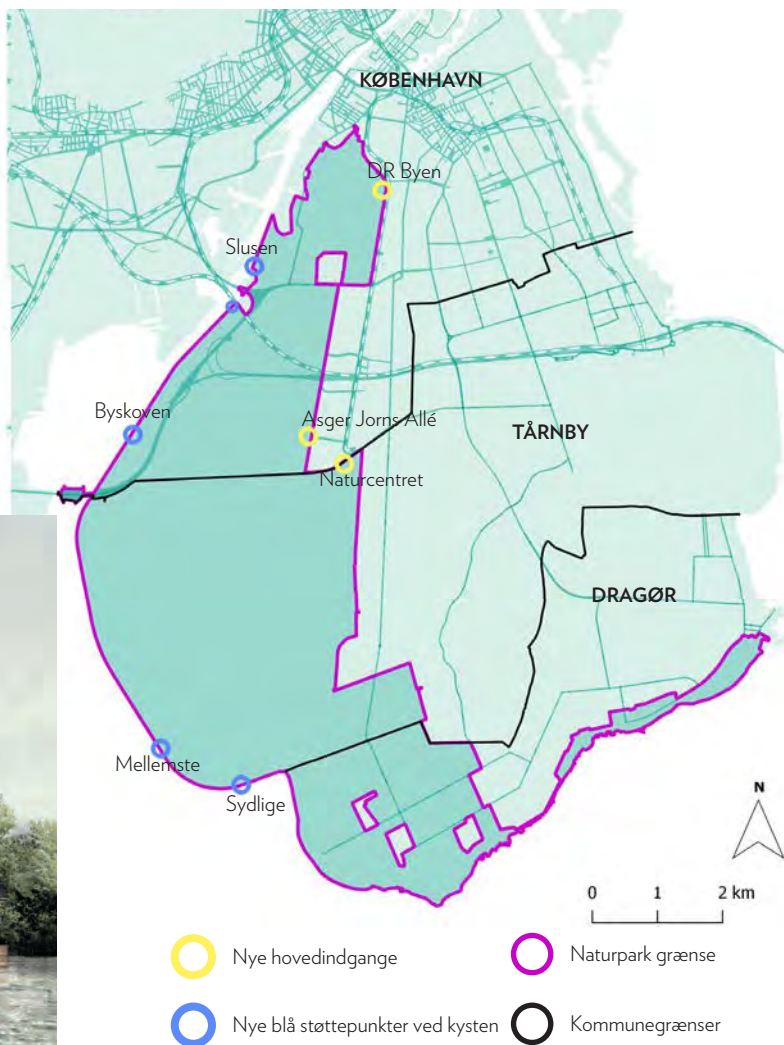 KØBENHAVN
DR Byen
Slusen
Byskoven
Asger Jorns Allé
TÅRNBY
Naturcentret
DRAGØR
Mellemste
Sydlige
N
0 1 2 km
Nye hovedindgange
Naturpark grænse
Nye blå støttepunkter ved kysten
Kommunegrænser